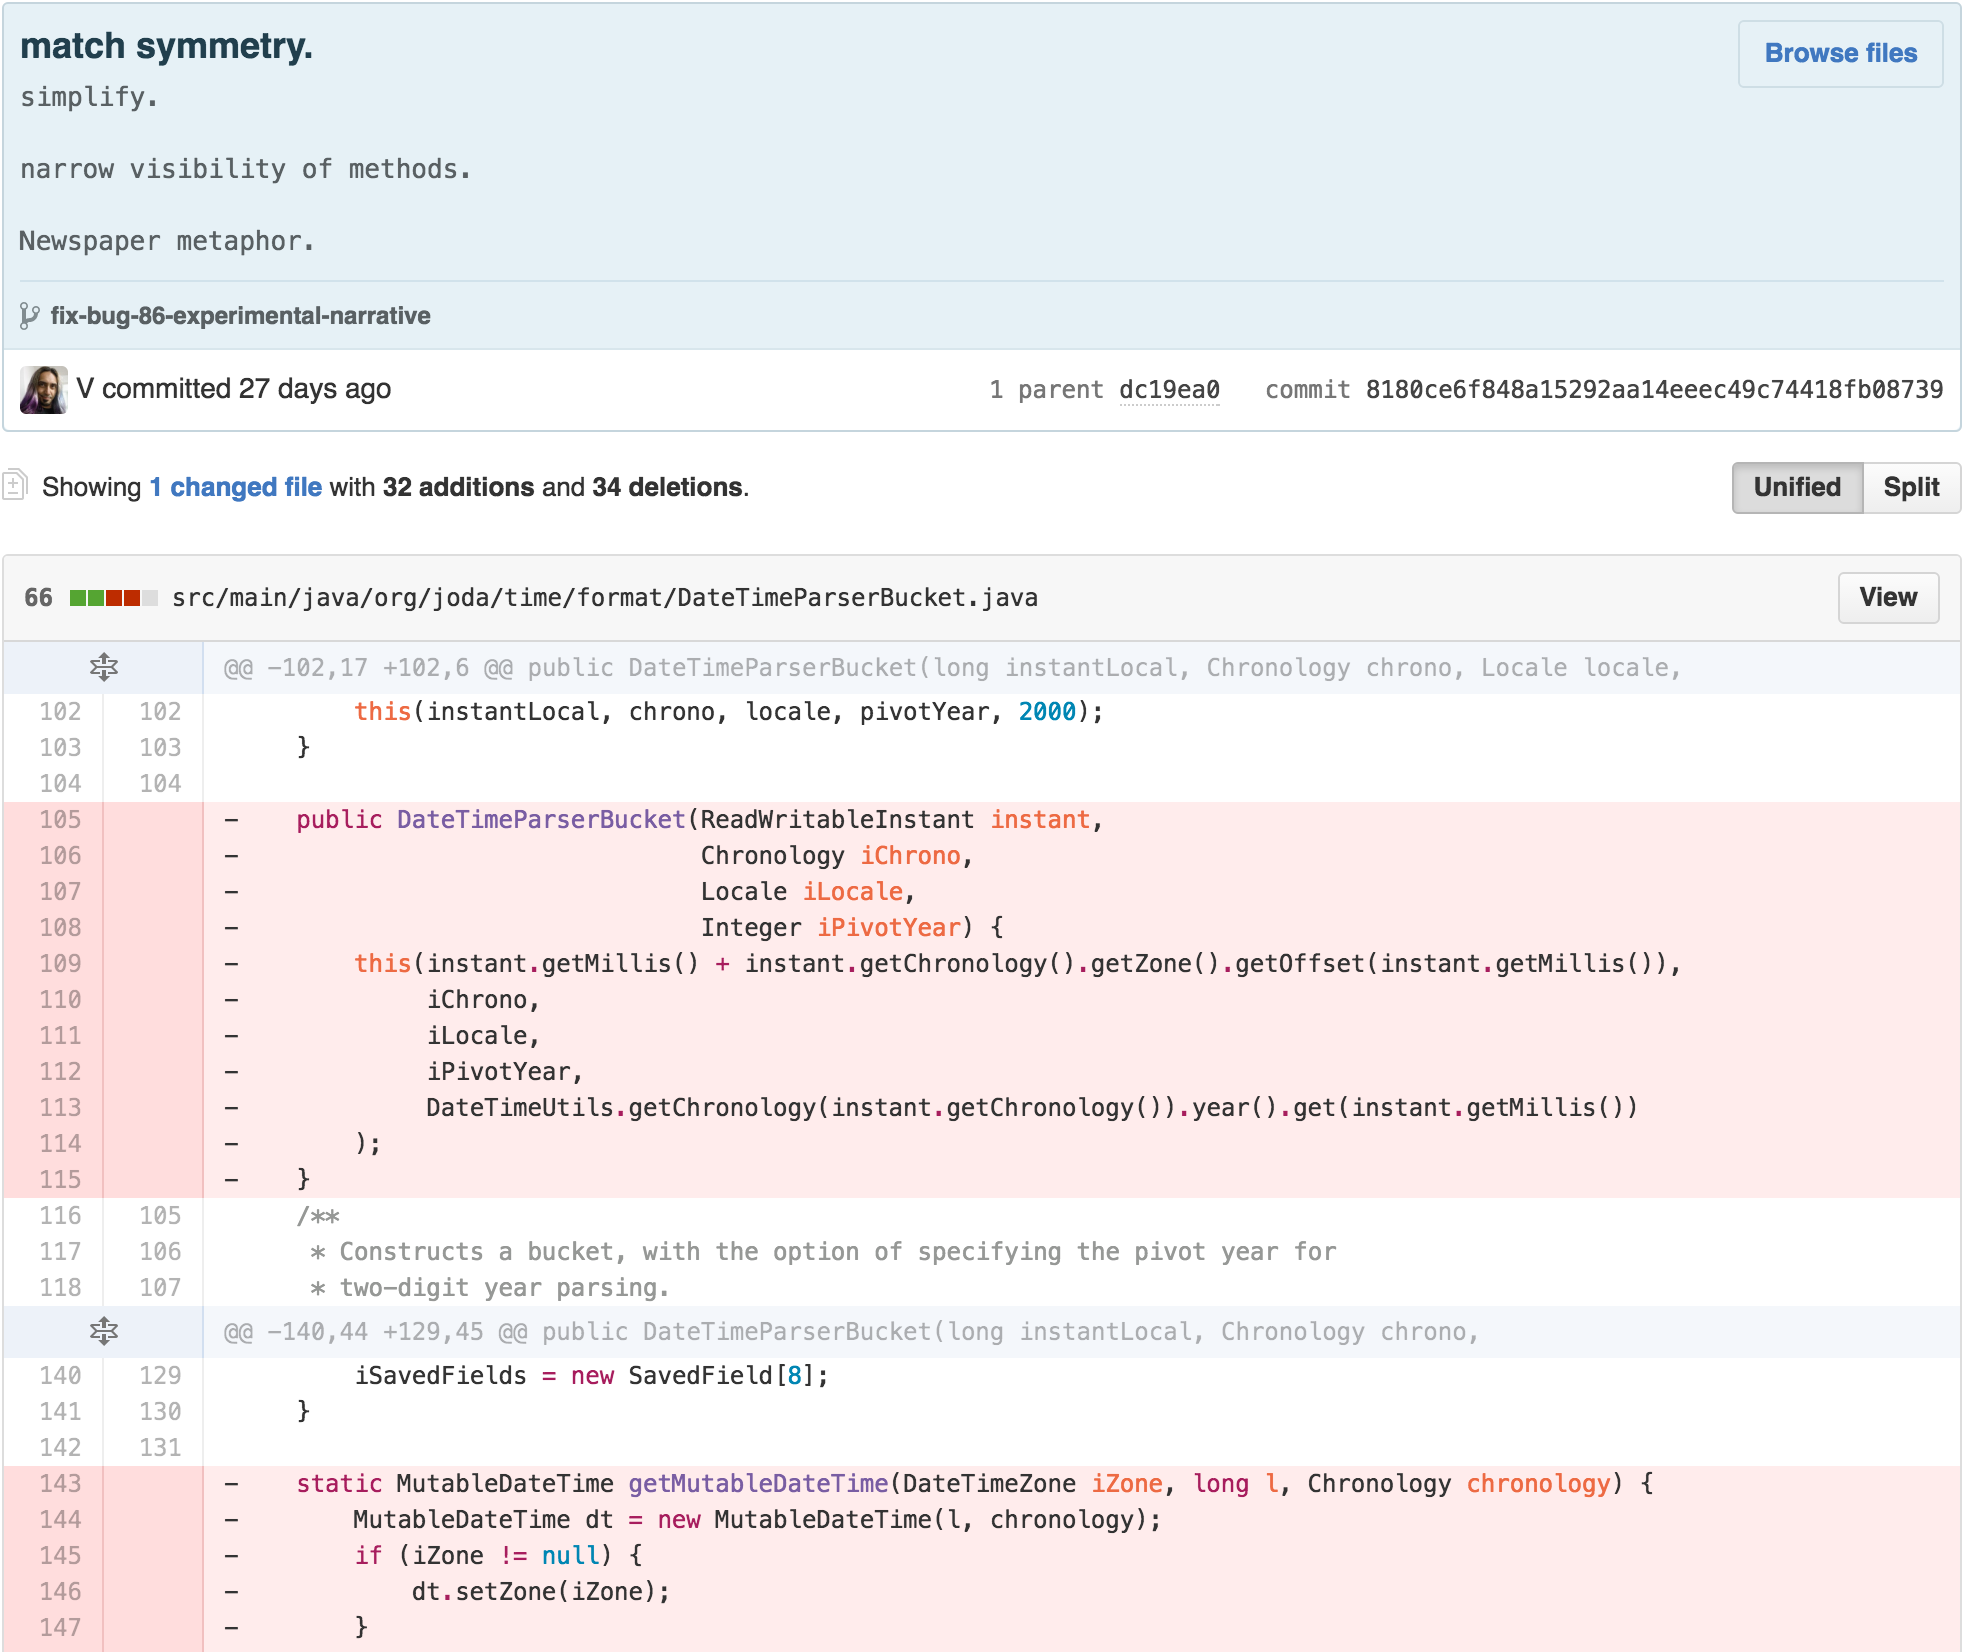 match symmetry.
Browse files
simplify.
narrow visibility of methods.
Newspaper metaphor.
fix-bug-86-experimental-narrative
V committed 27 days ago
1 parent dc19ea0 commit 8180ce6f848a15292aa14eeec49c74418fb08739
Showing 1 changed file with 32 additions and 34 deletions.
Unified Split
66 src/main/java/org/joda/time/format/DateTimeParserBucket.java
View
@@ -102,17 +102,6 @@ public DateTimeParserBucket(long instantLocal, Chronology chrono, Locale locale,
102 102         this(instantLocal, chrono, locale, pivotYear, 2000);
103 103     }
104 104
105 -     public DateTimeParserBucket(ReadWritableInstant instant,
106 -                                 Chronology iChrono,
107 -                                 Locale iLocale,
108 -                                 Integer iPivotYear) {
109 -         this(instant.getMillis() + instant.getChronology().getZone().getOffset(instant.getMillis()),
110 -              iChrono,
111 -              iLocale,
112 -              iPivotYear,
113 -              DateTimeUtils.getChronology(instant.getChronology()).year().get(instant.getMillis())
114 -         );
115 -     }
116 105     /**
117 106      * Constructs a bucket, with the option of specifying the pivot year for
118 107      * two-digit year parsing.
@@ -140,44 +129,45 @@ public DateTimeParserBucket(long instantLocal, Chronology chrono,
140 129         iSavedFields = new SavedField[8];
141 130     }
142 131
143 -     static MutableDateTime getMutableDateTime(DateTimeZone iZone, long l, Chronology chronology) {
144 -         MutableDateTime dt = new MutableDateTime(l, chronology);
145 -         if (iZone != null) {
146 -             dt.setZone(iZone);
147 -         }